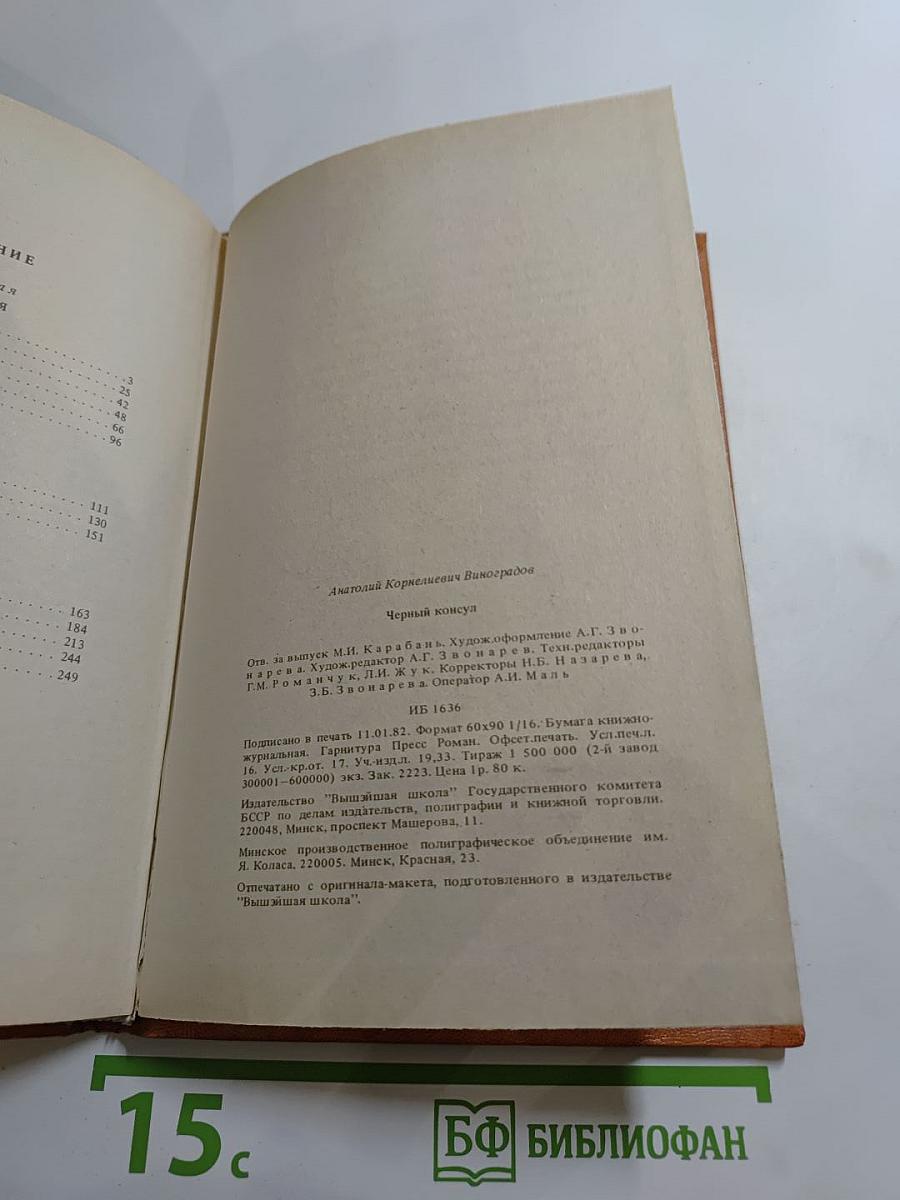 НИЕ
ая
Я
3
25
42
48
66
96
111
130
151
163
184
213
244
249
Анатолий Корнелиевич Виноградов
Черный консул
Отв. за выпуск М.И. Карабань. Худож.оформление А.Г. Зво-
нарева. Худож.редактор А.Г. Звонарев. Техн.редакторы
Г.М. Романчук, Л.И. Жук. Корректоры Н.Б. Назарева,
З.Б. Звонарева. Оператор А.И. Маль
ИБ 1636
Подписано в печать 11.01.82. Формат 60х90 1/16. Бумага книжно-
журнальная. Гарнитура Пресс Роман. Офсет.печать. Усл.печ.л.
16. Усл.-кр.от. 17. Уч.-изд.л. 19,33. Тираж 1 500 000 (2-й завод
300001–600000) экз. Зак. 2223. Цена 1р. 80 к.
Издательство "Вышэйшая школа" Государственного комитета
БССР по делам издательств, полиграфии и книжной торговли.
220048, Минск, проспект Машерова, 11.
Минское производственное полиграфическое объединение им.
Я. Коласа. 220005. Минск, Красная, 23.
Отпечатано с оригинала-макета, подготовленного в издательстве
"Вышэйшая школа".
15 с
БФ БИБЛИОФАН